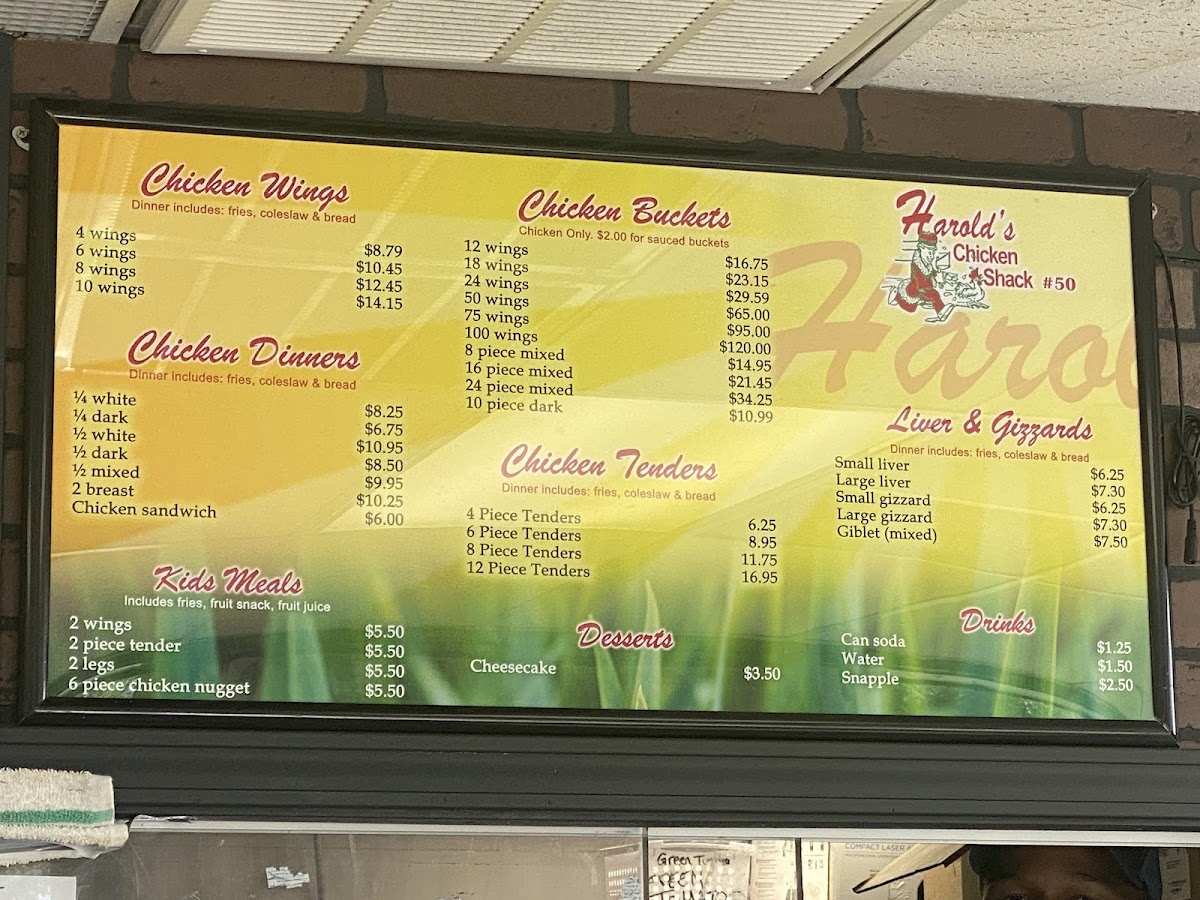 Chicken Wings
Dinner includes: fries, coleslaw & bread
4 wings $8.79
6 wings $10.45
8 wings $12.45
10 wings $14.15
Chicken Dinners
Dinner includes: fries, coleslaw & bread
¼ white $8.25
¼ dark $6.75
½ white $10.95
½ dark $8.50
½ mixed $9.95
2 breast $10.25
Chicken sandwich $6.00
Kids Meals
Includes fries, fruit snack, fruit juice
2 wings $5.50
2 piece tender $5.50
2 legs $5.50
6 piece chicken nugget $5.50
Chicken Buckets
Chicken Only. $2.00 for sauced buckets
12 wings $16.75
18 wings $23.15
24 wings $29.59
50 wings $65.00
75 wings $95.00
100 wings $120.00
8 piece mixed $14.95
16 piece mixed $21.45
24 piece mixed $34.25
10 piece dark $10.99
Chicken Tenders
Dinner includes: fries, coleslaw & bread
4 Piece Tenders 6.25
6 Piece Tenders 8.95
8 Piece Tenders 11.75
12 Piece Tenders 16.95
Desserts
Cheesecake $3.50
Harold's
Chicken
Shack #50
Harol
Liver & Gizzards
Dinner includes: fries, coleslaw & bread
Small liver $6.25
Large liver $7.30
Small gizzard $6.25
Large gizzard $7.30
Giblet (mixed) $7.50
Drinks
Can soda $1.25
Water $1.50
Snapple $2.50
Green
COMPACT LASER